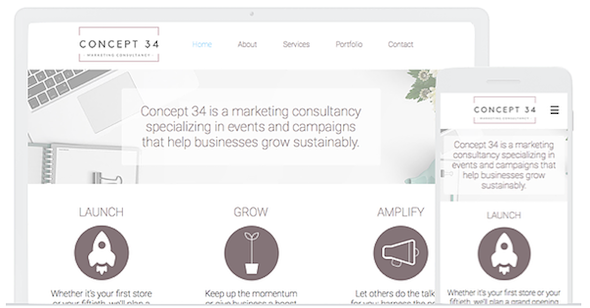 CONCEPT 34
MARKETING CONSULTANCY
Home About Services Portfolio Contact
Concept 34 is a marketing consultancy
specializing in events and campaigns
that help businesses grow sustainably.
LAUNCH GROW AMPLIFY
Whether it's your first store
or your fiftieth, we'll plan a
Keep up the momentum
or give business a boost
Let others do the talk
for you, harness the po
CONCEPT 34
MARKETING CONSULTANCY
Concept 34 is a marketing
consultancy specializing in
events and campaigns that
help businesses grow
sustainably.
LAUNCH
Whether it's your first store or your
fiftieth, we'll plan a grand opening